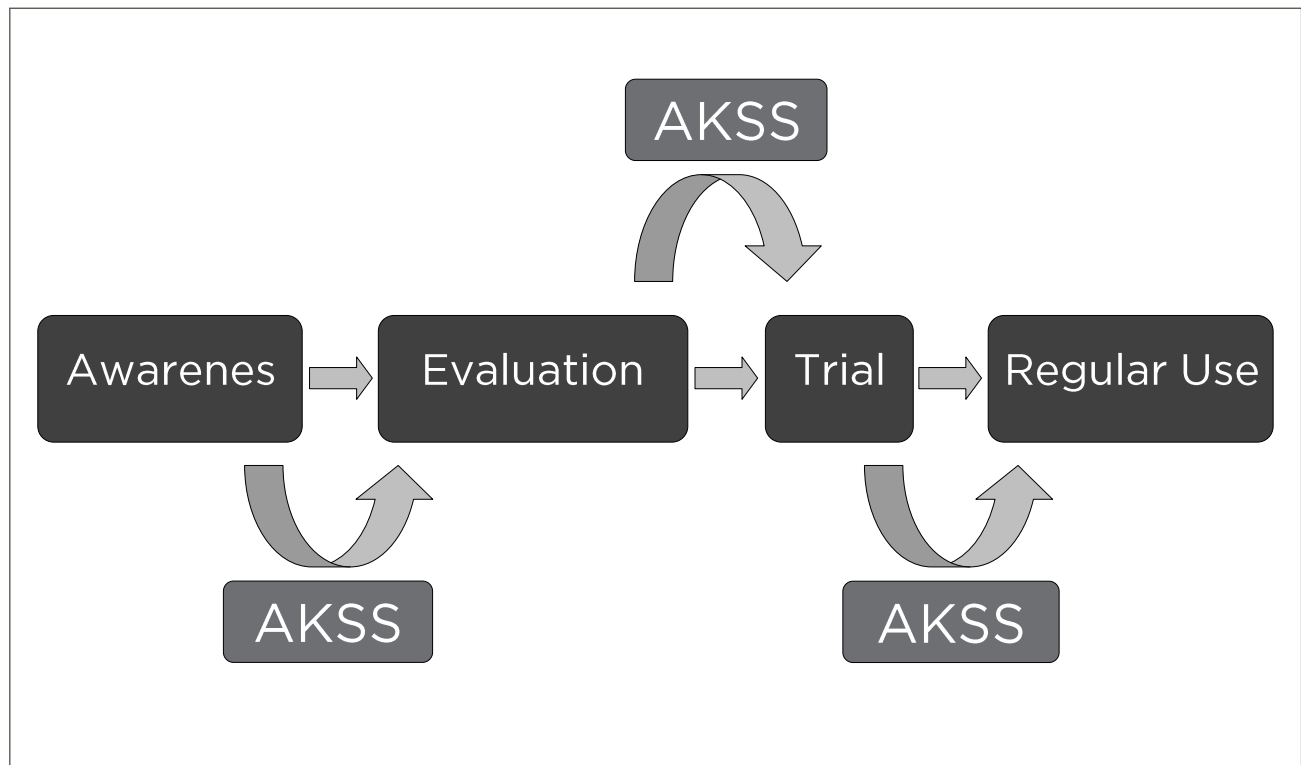 AKSS
Awarenes
Evaluation
Trial
Regular Use
AKSS
AKSS